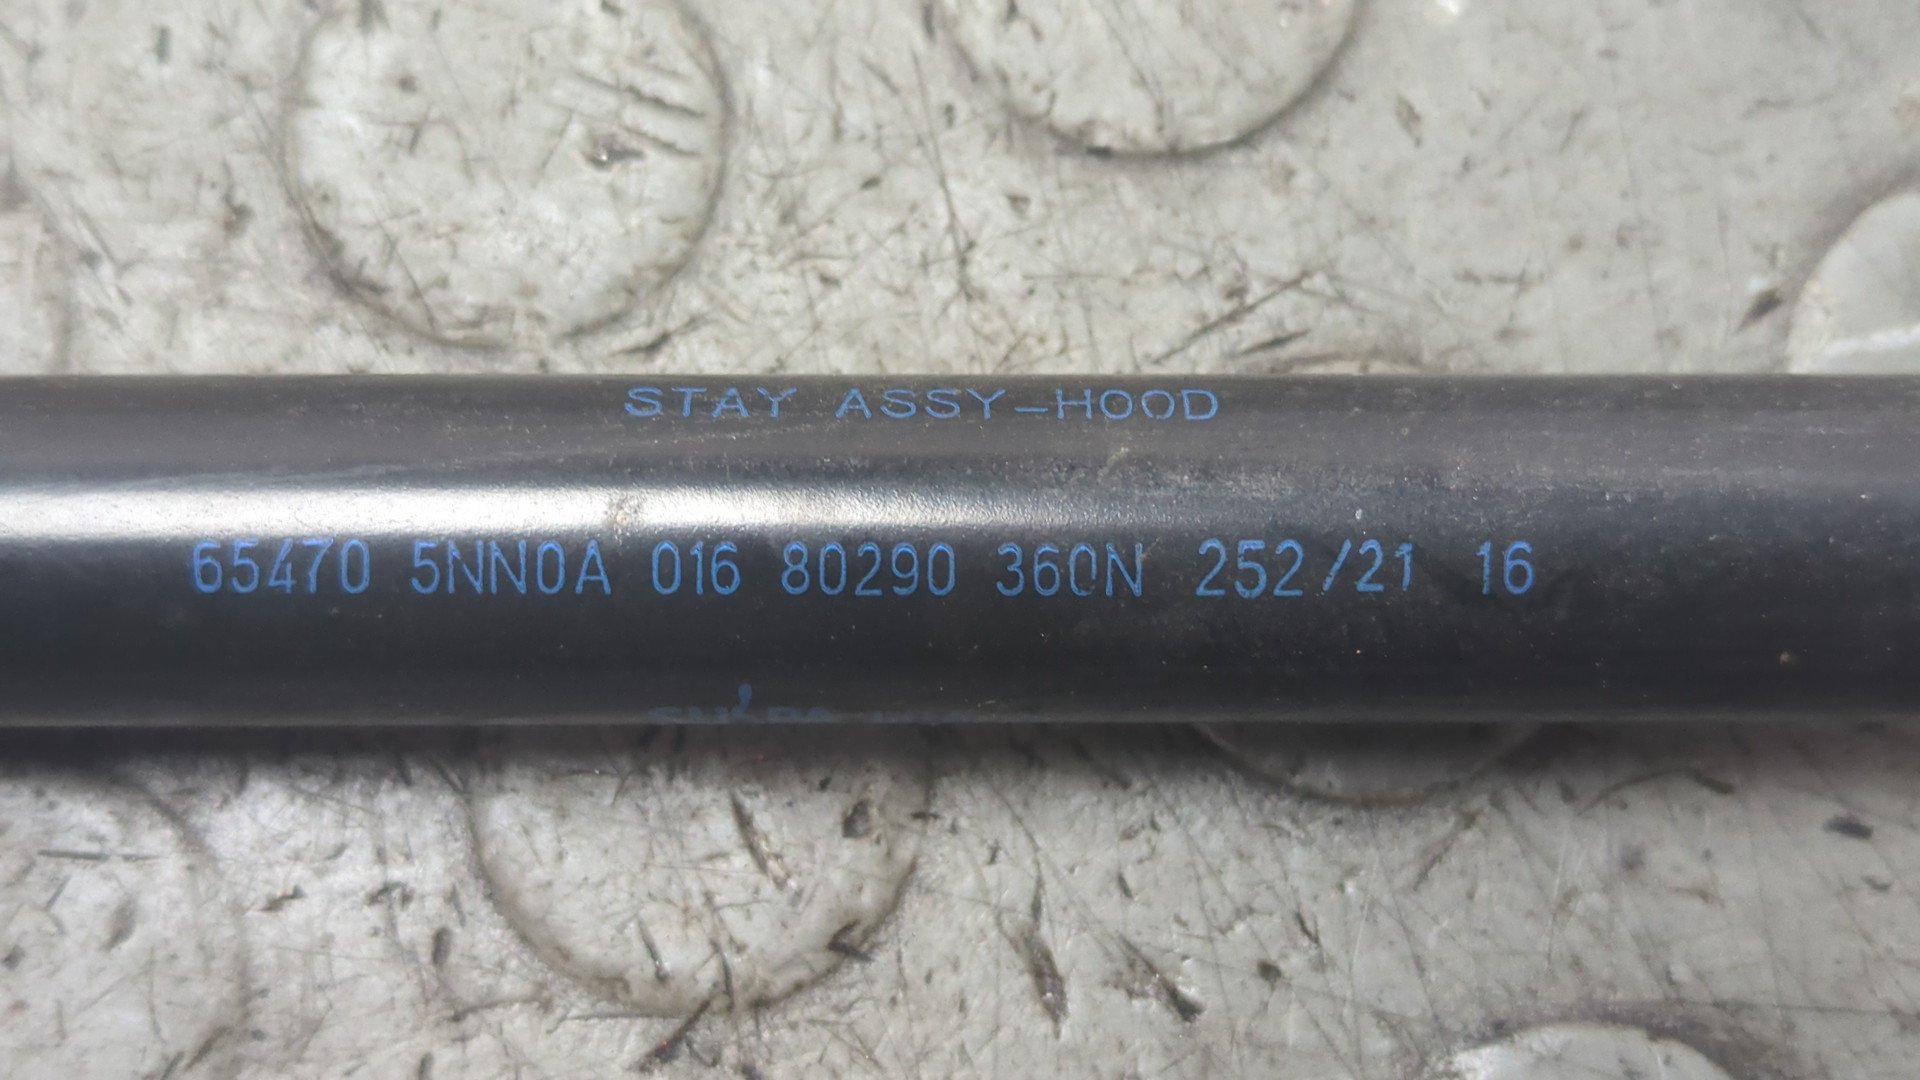 STAY ASSY-HOOD
65470 5NN0A 016 80290 360N 252/21 16